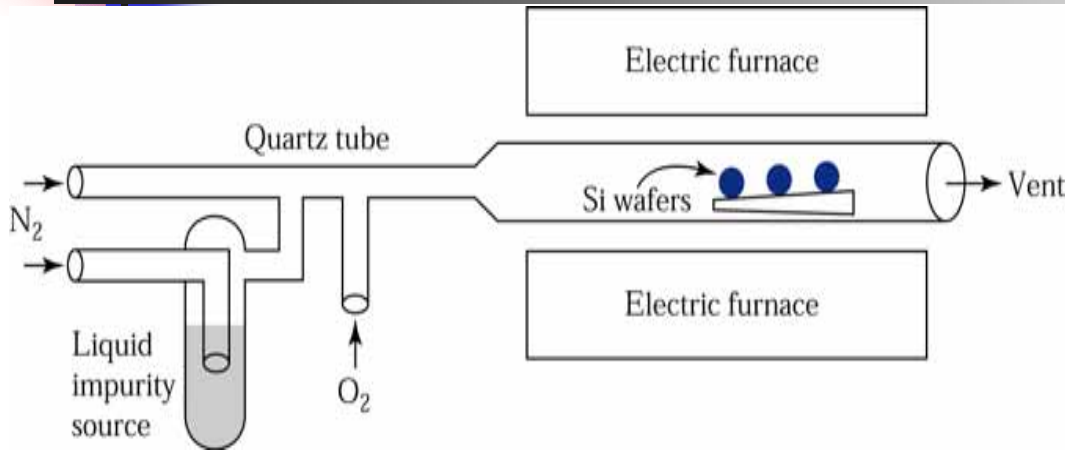 Electric furnace
Quartz tube
Si wafers
Vent
N₂
Electric furnace
Liquid
impurity
source
O₂